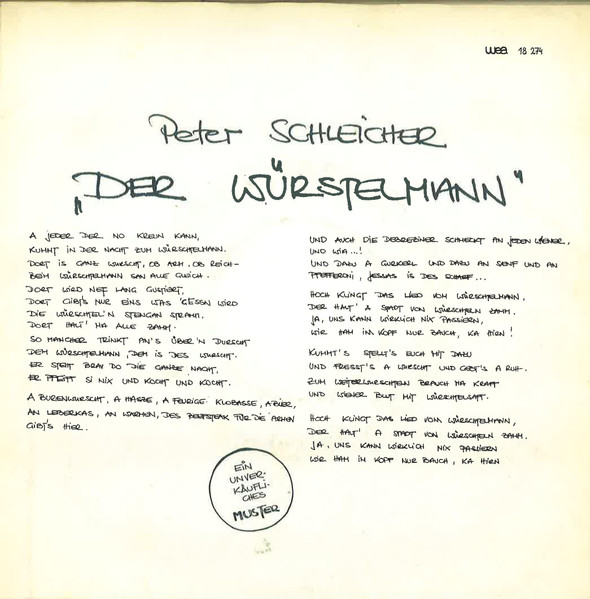 wea 18 274
Peter SCHLEICHER
„DER WÜRSTELMANN"
A JEDER DER NO KREUN KANN,
KUMMT IN DER NACHT ZUM WÜRSCHTELMANN.
DORT IS GANZ WURSCHT, OB ARM, OB REICH –
BEIM WÜRSCHTELMANN SAN ALLE GLEICH.
DORT WIRD NET LANG GUSTIERT,
DORT GIBT'S NUR EINS WAS 'GESSN WIRD
DIE WÜRSCHTEL'N STENGAN STRAMM,
DORT HALT' MA ALLE ZAMM.
SO MANCHER TRINKT AN'S ÜBER'N DURSCHT
DEM WÜRSCHTELMANN, DEM IS DES WURSCHT.
ER STEHT BRAV DO DIE GANZE NACHT,
ER PFEIFT SI NIX UND KOCHT UND KOCHT.
A BURENWURSCHT, A HASSE, A FEURIGE KLOBASSE, A BIER,
AN LEBERKAS, AN WARMEN, DES BEEFSTEAK FÜR DIE ARMEN
GIBT'S HIER.
UND AUCH DIE DEBREZINER SCHMECKT AN JEDEN WIENER,
UND WIA...!
UND DAZU A GURKERL UND DAZU AN SENF UND AN
PFEFFERONI, JESSAS IS DES SCHARF...
HOCH KLINGT DAS LIED VOM WÜRSCHTELMANN,
DER HALT' A STADT VON WÜRSCHTELN ZAMM.
JA, UNS KANN WIRKLICH NIX PASSIERN,
WIR HAM IM KOPF NUR BAUCH, KA HIRN!
KUMMT'S STELLT'S EUCH MIT DAZU
UND FRESST'S A WURSCHT UND GEBT'S A RUH.
ZUM WEITERWURSCHTELN BRAUCH MA KRAFT
UND WIENER BLUT MIT WÜRSCHTELSAFT.
HOCH KLINGT DAS LIED VOM WÜRSCHTELMANN,
DER HALT' A STADT VON WÜRSCHTELN ZAMM.
JA, UNS KANN WIRKLICH NIX PASSIERN
WIR HAM IM KOPF NUR BAUCH, KA HIRN
EIN
UNVER-
KÄUFLI-
CHES
MUSTER